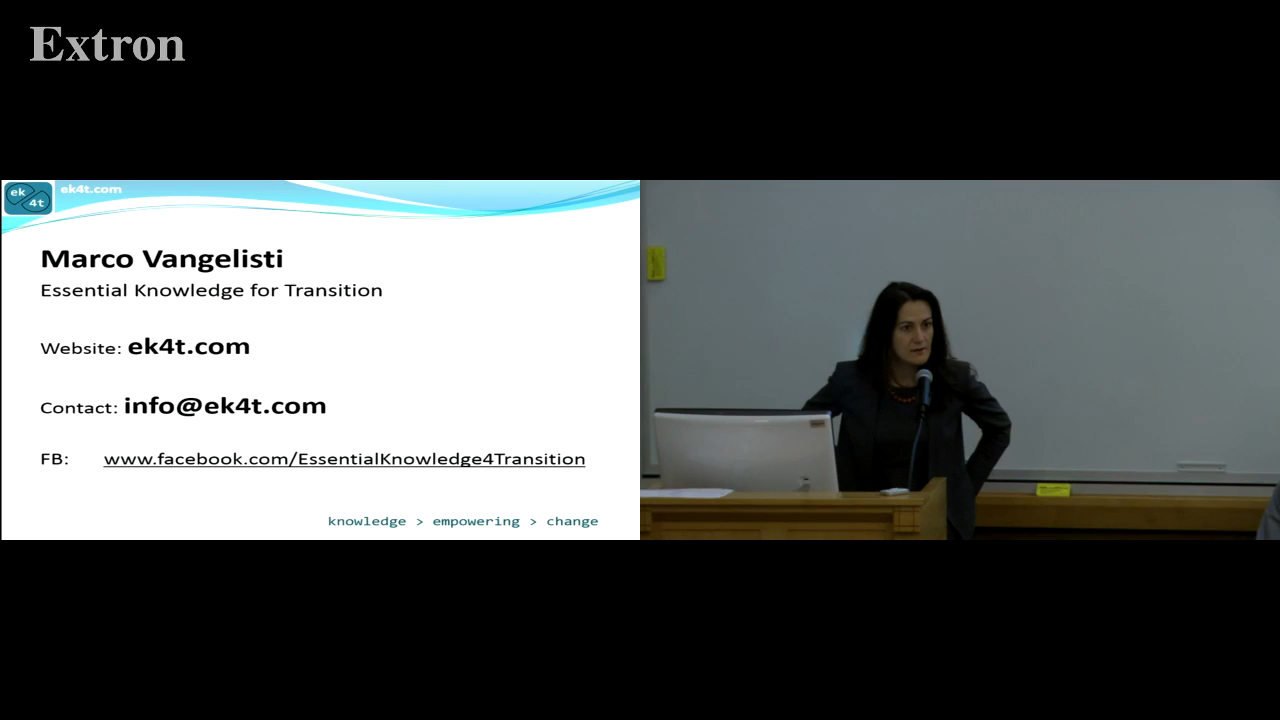 Extron
ek
4t
ek4t.com
Marco Vangelisti
Essential Knowledge for Transition
Website: ek4t.com
Contact: info@ek4t.com
FB: www.facebook.com/EssentialKnowledge4Transition
knowledge > empowering > change